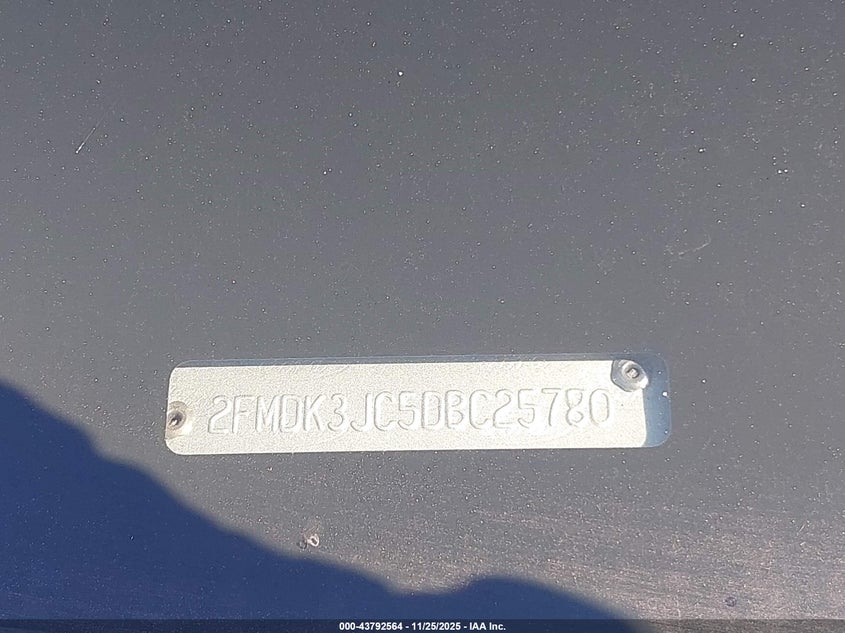 2FMDK3JC5DBC25780
000-43792564 - 11/25/2025 - IAA Inc.